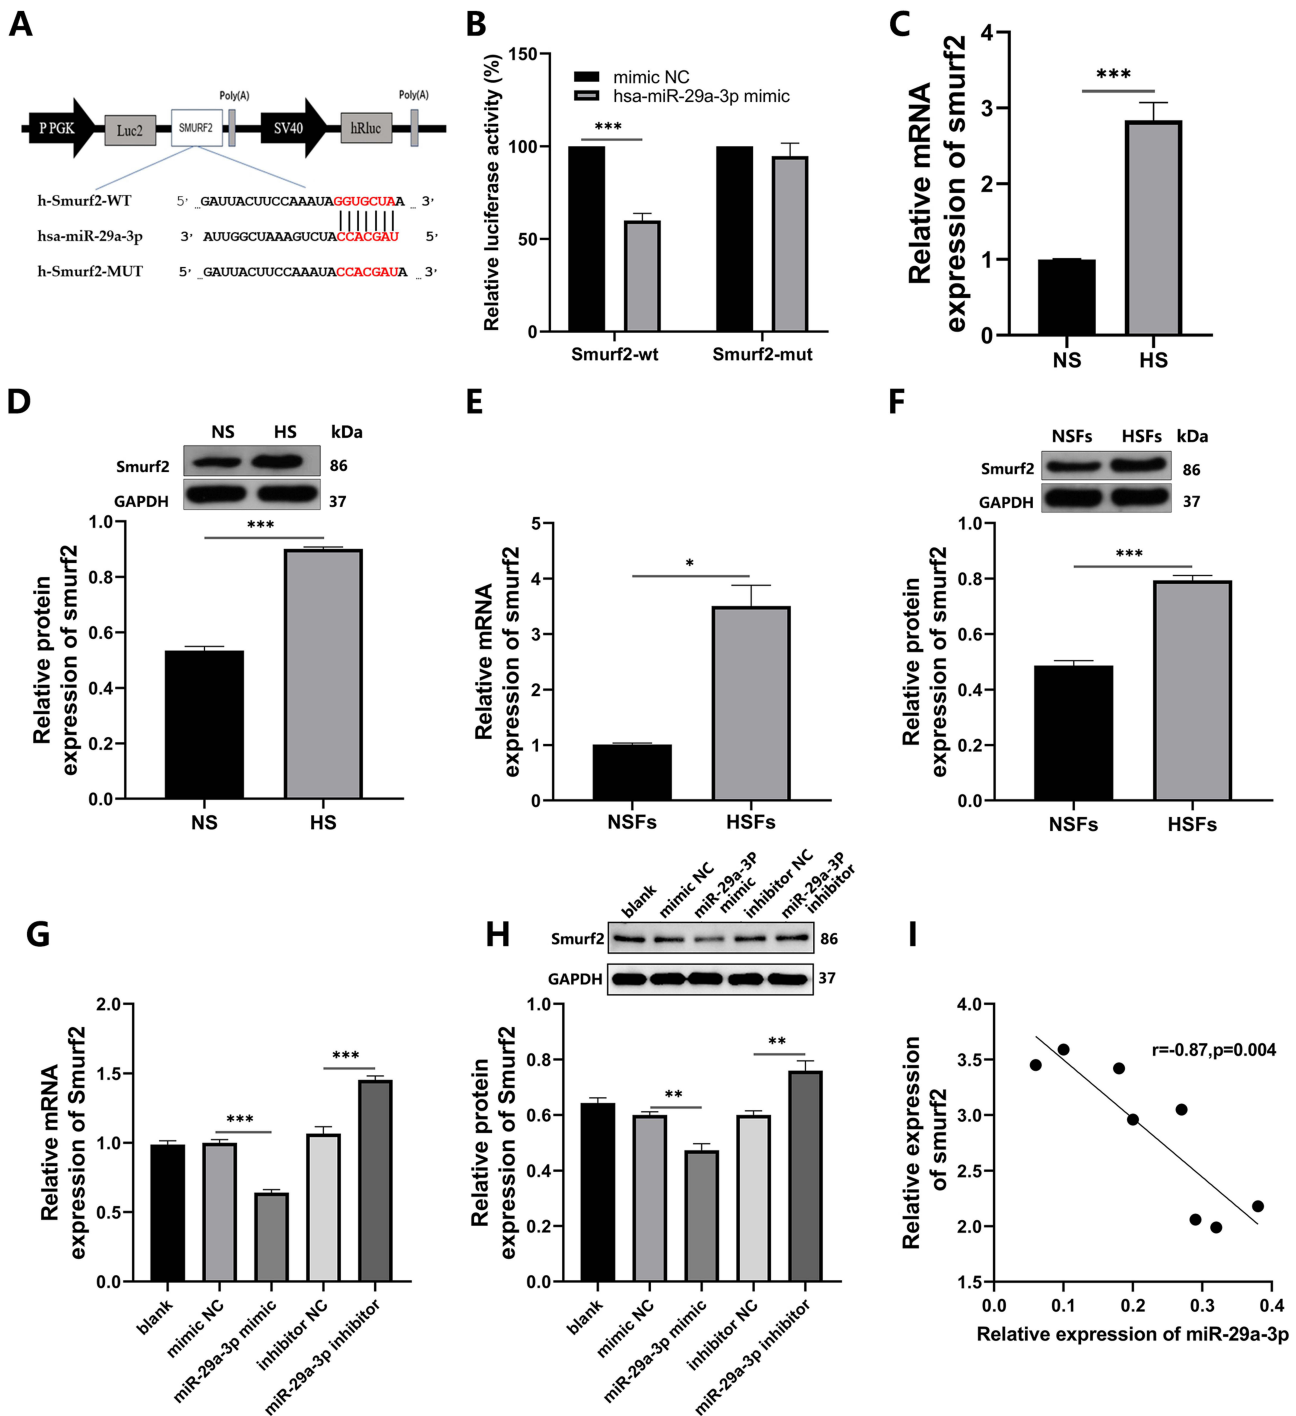 A
P PGK
Luc2
SMURF2
Poly(A)
SV40
hRluc
Poly(A)
h-Smurf2-WT 5' ...GAUUACUUCCAAAUAGGUGCUAA... 3'
hsa-miR-29a-3p 3' AUUGGCUAAAGUCUACCACGAU 5'
h-Smurf2-MUT 5' ...GAUUACUUCCAAAUACCACGAUA... 3'
B
Relative luciferase activity (%)
150
100
50
0
mimic NC
hsa-miR-29a-3p mimic
***
Smurf2-wt Smurf2-mut
C
Relative mRNA
expression of smurf2
4
3
2
1
0
***
NS HS
D
NS HS kDa
Smurf2 86
GAPDH 37
Relative protein
expression of smurf2
1.0
0.8
0.6
0.4
0.2
0.0
***
NS HS
E
Relative mRNA
expression of smurf2
5
4
3
2
1
0
*
NSFs HSFs
F
NSFs HSFs kDa
Smurf2 86
GAPDH 37
Relative protein
expression of smurf2
1.0
0.8
0.6
0.4
0.2
0.0
***
NSFs HSFs
G
Relative mRNA
expression of Smurf2
2.0
1.5
1.0
0.5
0.0
***
***
blank
mimic NC
miR-29a-3p mimic
inhibitor NC
miR-29a-3p inhibitor
H
blank
mimic NC
miR-29a-3P
mimic
inhibitor NC
miR-29a-3P
inhibitor
Smurf2 86
GAPDH 37
Relative protein
expression of Smurf2
1.0
0.8
0.6
0.4
0.2
0.0
**
**
blank
mimic NC
miR-29a-3p mimic
inhibitor NC
miR-29a-3p inhibitor
I
Relative expression
of smurf2
4.0
3.5
3.0
2.5
2.0
1.5
r=-0.87,p=0.004
0.0 0.1 0.2 0.3 0.4
Relative expression of miR-29a-3p